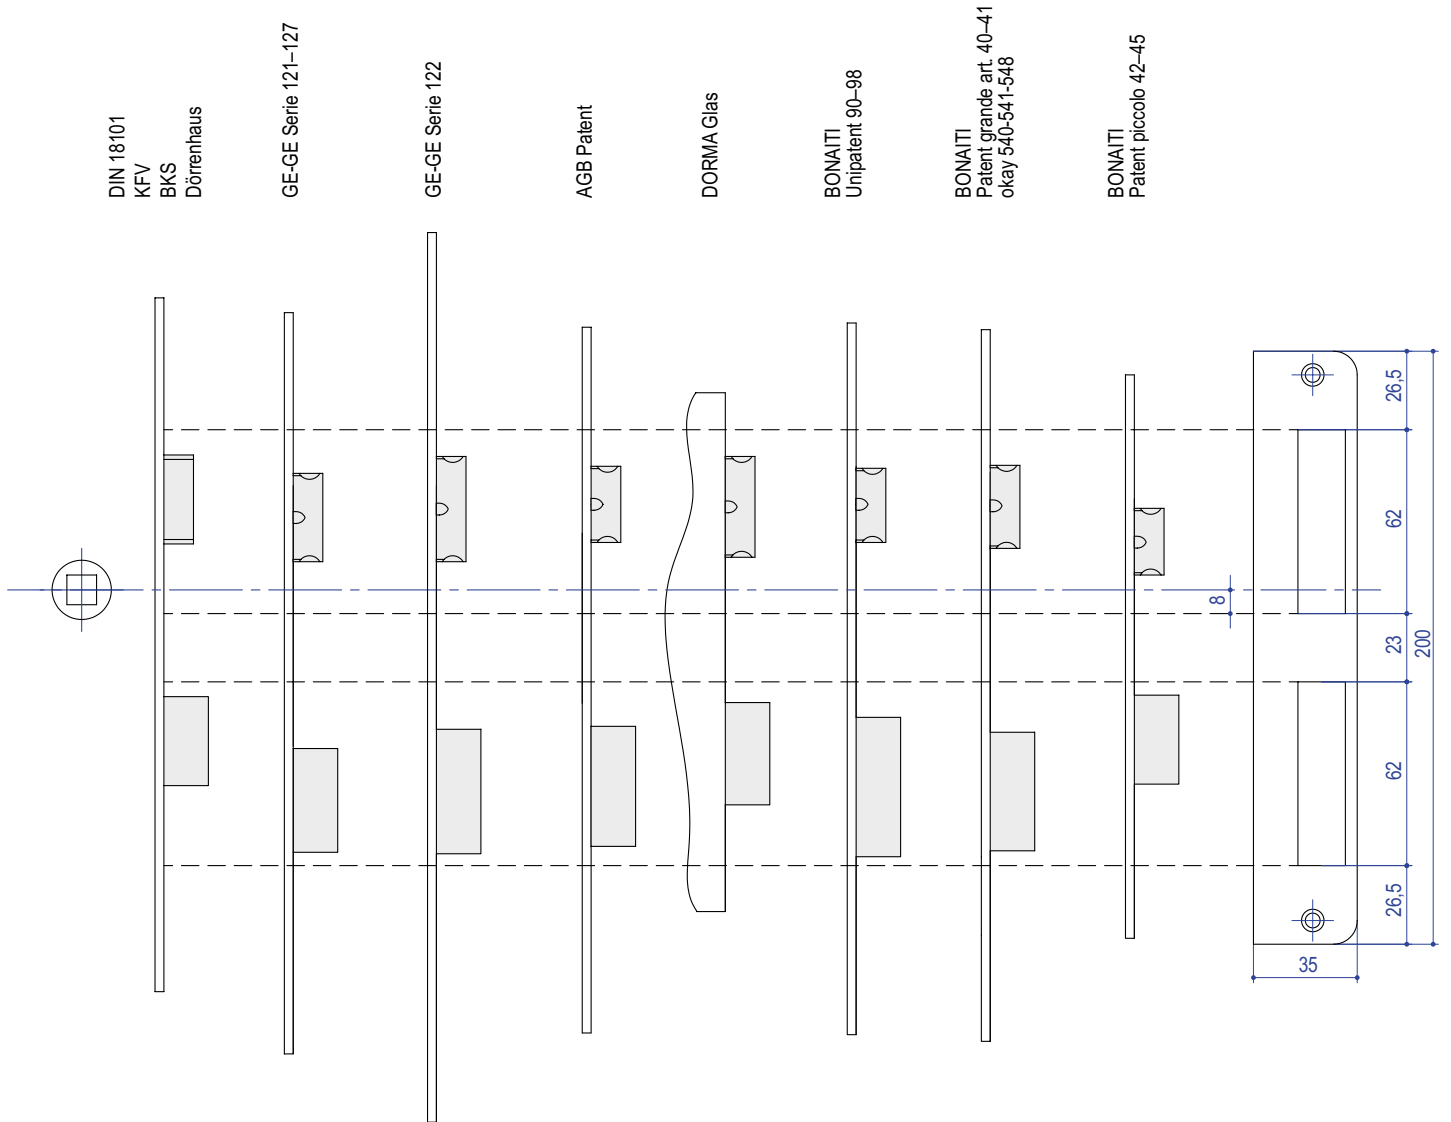 DIN 18101
KFV
BKS
Dörrenhaus
GE-GE Serie 121–127
GE-GE Serie 122
AGB Patent
DORMA Glas
BONAITI
Unipatent 90–98
BONAITI
Patent grande art. 40–41
okay 540-541-548
BONAITI
Patent piccolo 42–45
26,5
62
8
23
200
62
26,5
35